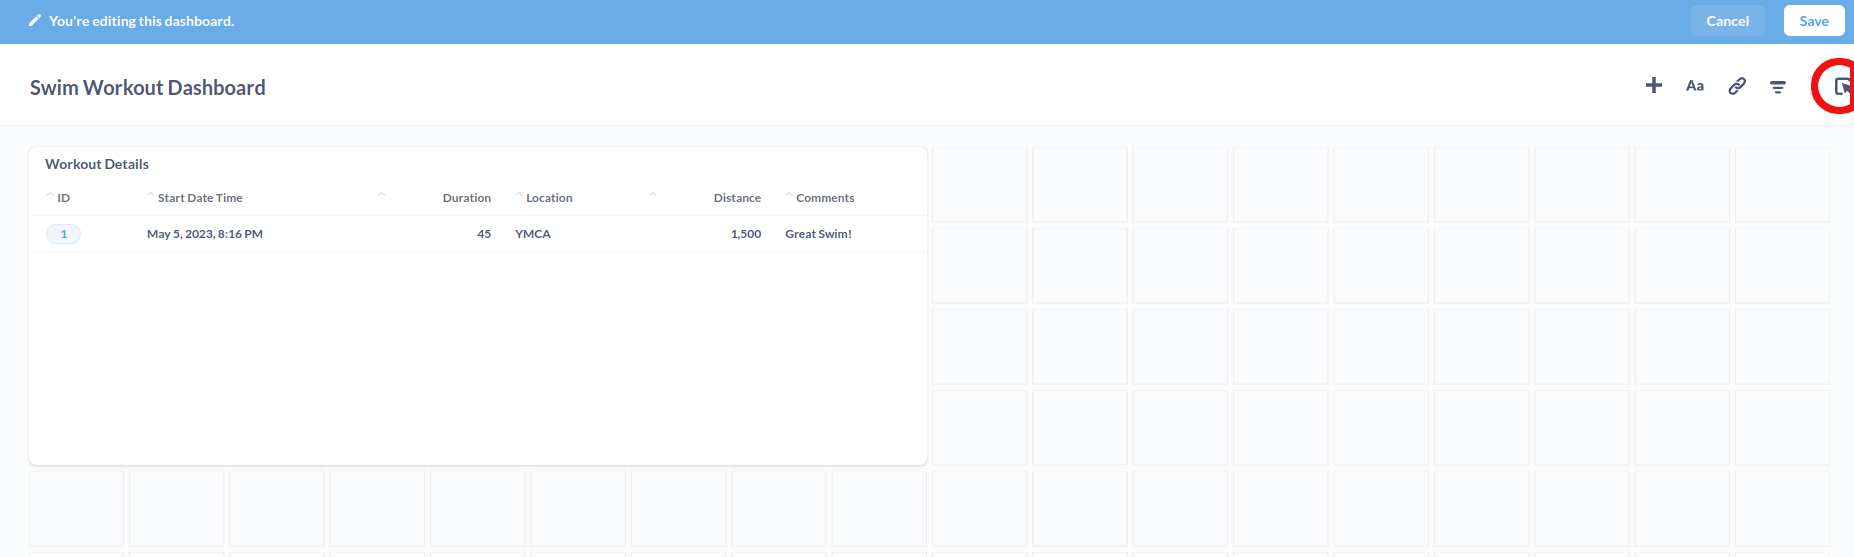 You're editing this dashboard.
Cancel
Save
Swim Workout Dashboard
Aa
Workout Details
ID Start Date Time Duration Location Distance Comments
1 May 5, 2023, 8:16 PM 45 YMCA 1,500 Great Swim!